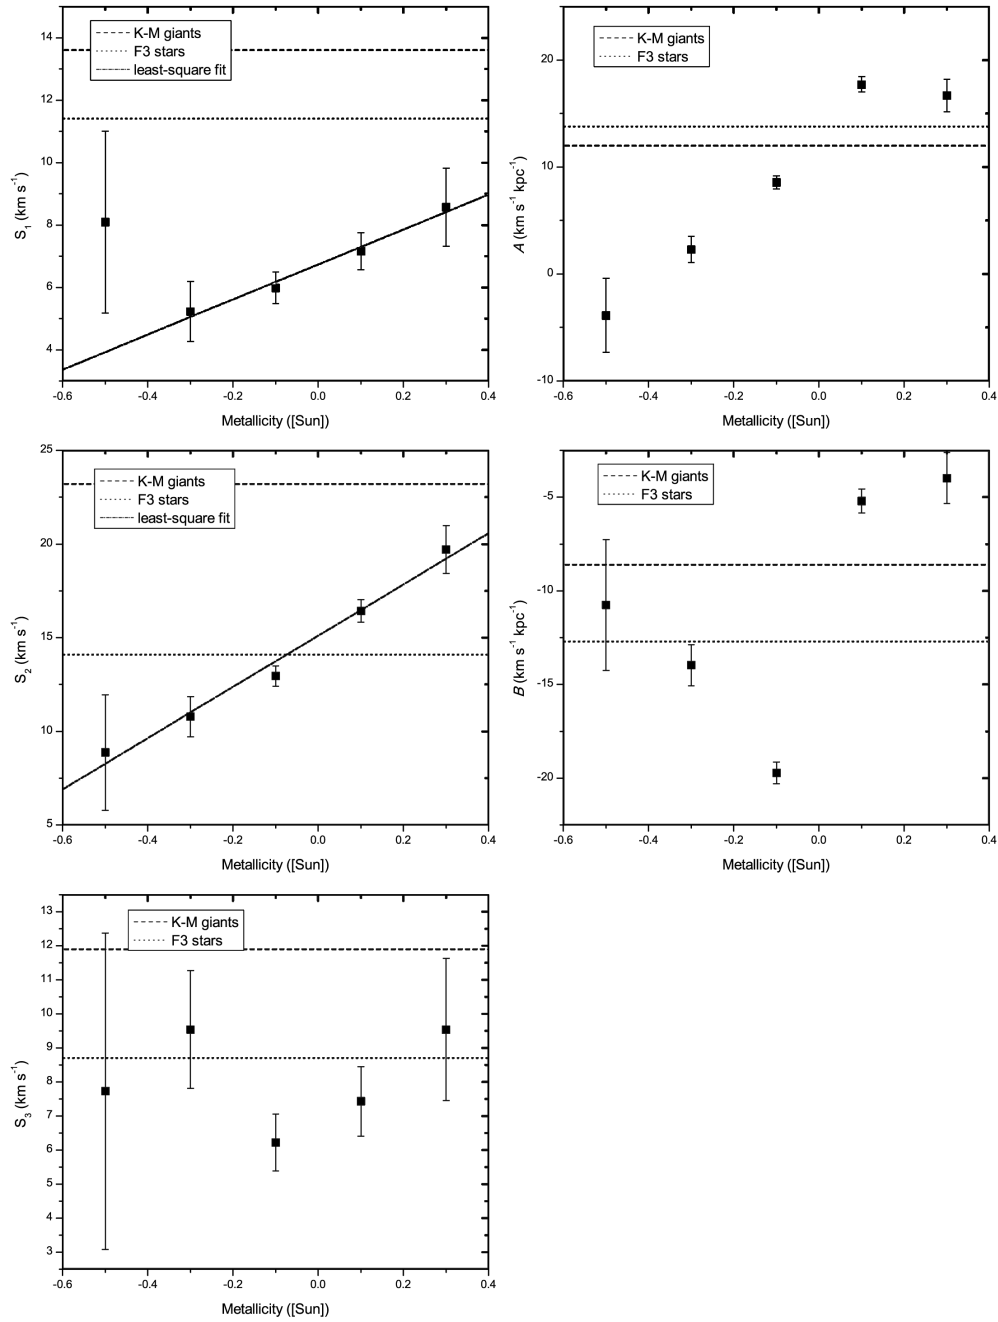 K-M giants
F3 stars
least-square fit
14
12
10
8
6
4
S1 (km s-1)
-0.6 -0.4 -0.2 0.0 0.2 0.4
Metallicity ([Sun])
K-M giants
F3 stars
20
10
0
-10
A (km s-1 kpc-1)
-0.6 -0.4 -0.2 0.0 0.2 0.4
Metallicity ([Sun])
K-M giants
F3 stars
least-square fit
25
20
15
10
5
S2 (km s-1)
-0.6 -0.4 -0.2 0.0 0.2 0.4
Metallicity ([Sun])
K-M giants
F3 stars
-5
-10
-15
-20
B (km s-1 kpc-1)
-0.6 -0.4 -0.2 0.0 0.2 0.4
Metallicity ([Sun])
K-M giants
F3 stars
13
12
11
10
9
8
7
6
5
4
3
S3 (km s-1)
-0.6 -0.4 -0.2 0.0 0.2 0.4
Metallicity ([Sun])